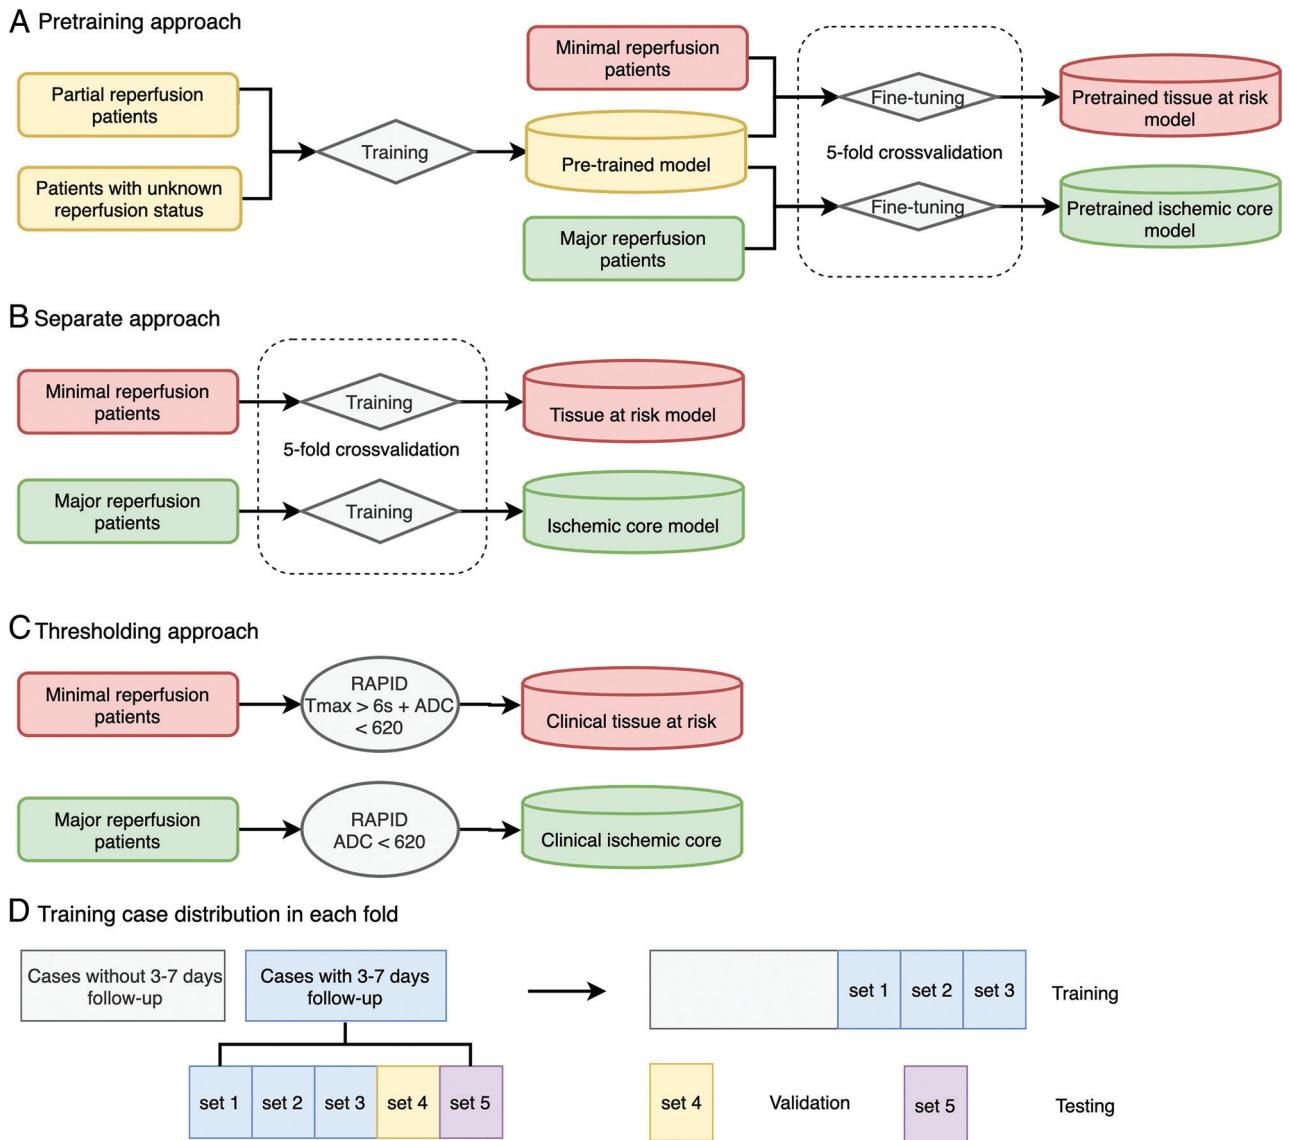 A Pretraining approach
Partial reperfusion
patients
Patients with unknown
reperfusion status
Training
Minimal reperfusion
patients
Pre-trained model
Major reperfusion
patients
Fine-tuning
5-fold crossvalidation
Fine-tuning
Pretrained tissue at risk
model
Pretrained ischemic core
model
B Separate approach
Minimal reperfusion
patients
Training
Tissue at risk model
5-fold crossvalidation
Major reperfusion
patients
Training
Ischemic core model
C Thresholding approach
Minimal reperfusion
patients
RAPID
Tmax > 6s + ADC
< 620
Clinical tissue at risk
Major reperfusion
patients
RAPID
ADC < 620
Clinical ischemic core
D Training case distribution in each fold
Cases without 3-7 days
follow-up
Cases with 3-7 days
follow-up
set 1 set 2 set 3 set 4 set 5
set 1 set 2 set 3 Training
set 4 Validation set 5 Testing